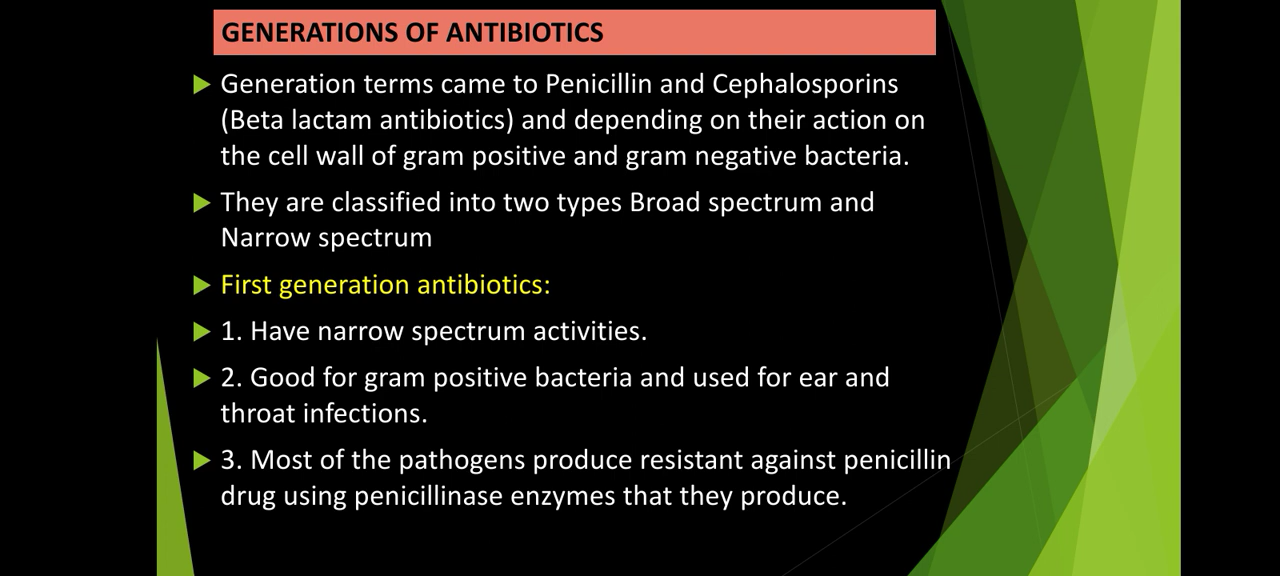 GENERATIONS OF ANTIBIOTICS
Generation terms came to Penicillin and Cephalosporins
(Beta lactam antibiotics) and depending on their action on
the cell wall of gram positive and gram negative bacteria.
They are classified into two types Broad spectrum and
Narrow spectrum
First generation antibiotics:
1. Have narrow spectrum activities.
2. Good for gram positive bacteria and used for ear and
throat infections.
3. Most of the pathogens produce resistant against penicillin
drug using penicillinase enzymes that they produce.